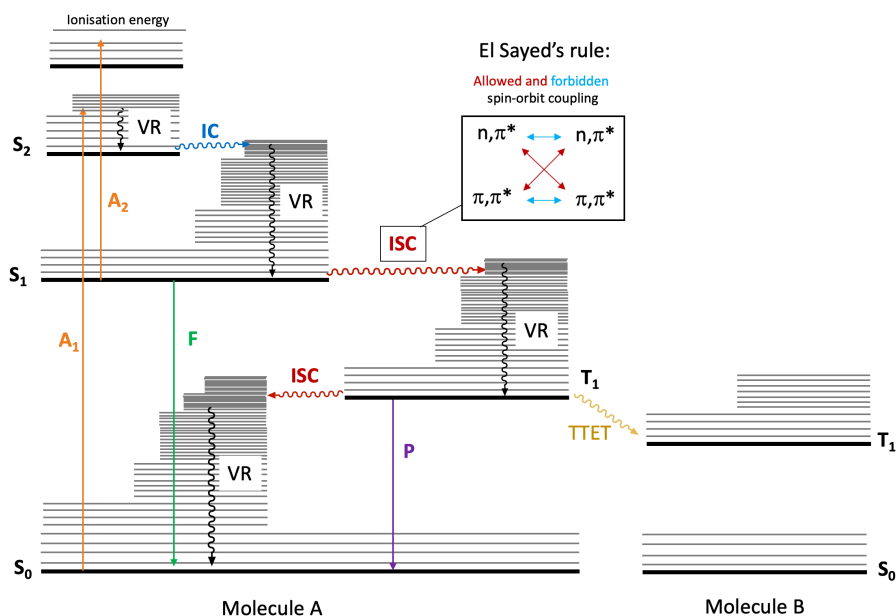 Ionisation energy
El Sayed's rule:
Allowed and forbidden
spin-orbit coupling
n,π* n,π*
π,π* π,π*
VR
IC
S2
A2
VR
ISC
S1
A1
F
VR
ISC
T1
TTET
P
T1
VR
S0
S0
Molecule A
Molecule B